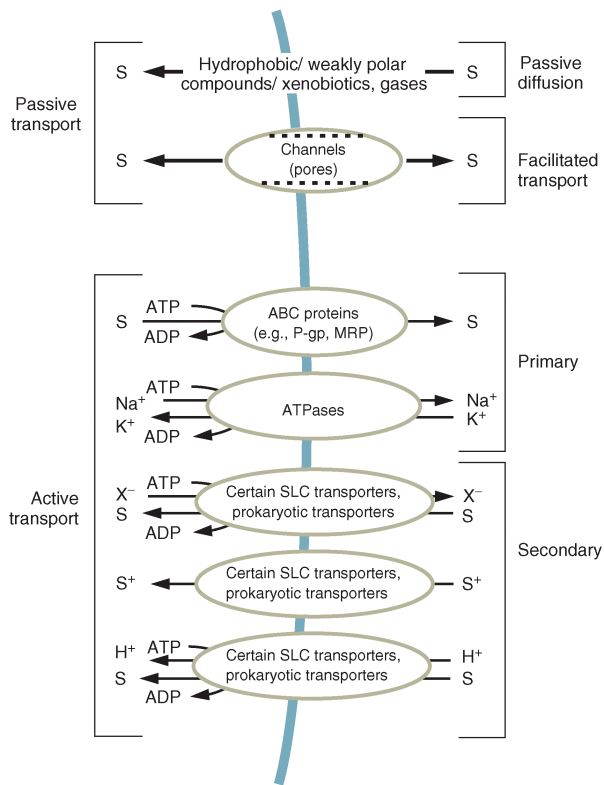 Hydrophobic/ weakly polar
compounds/ xenobiotics, gases
S
S
Passive
diffusion
Passive
transport
Channels
(pores)
S
S
Facilitated
transport
ATP
S
ADP
ABC proteins
(e.g., P-gp, MRP)
S
Primary
ATP
Na⁺
K⁺
ADP
ATPases
Na⁺
K⁺
Active
transport
ATP
X⁻
S
ADP
Certain SLC transporters,
prokaryotic transporters
X⁻
S
Secondary
S⁺
Certain SLC transporters,
prokaryotic transporters
S⁺
ATP
H⁺
S
ADP
Certain SLC transporters,
prokaryotic transporters
H⁺
S